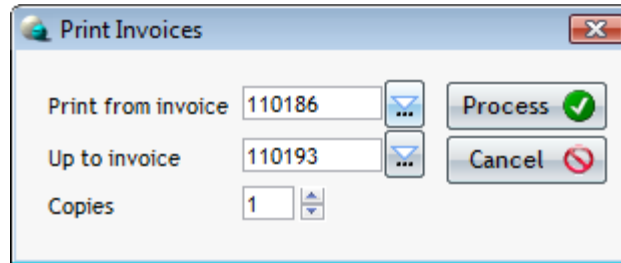 Print Invoices
Print from invoice 110186 ... Process
Up to invoice 110193 ... Cancel
Copies 1